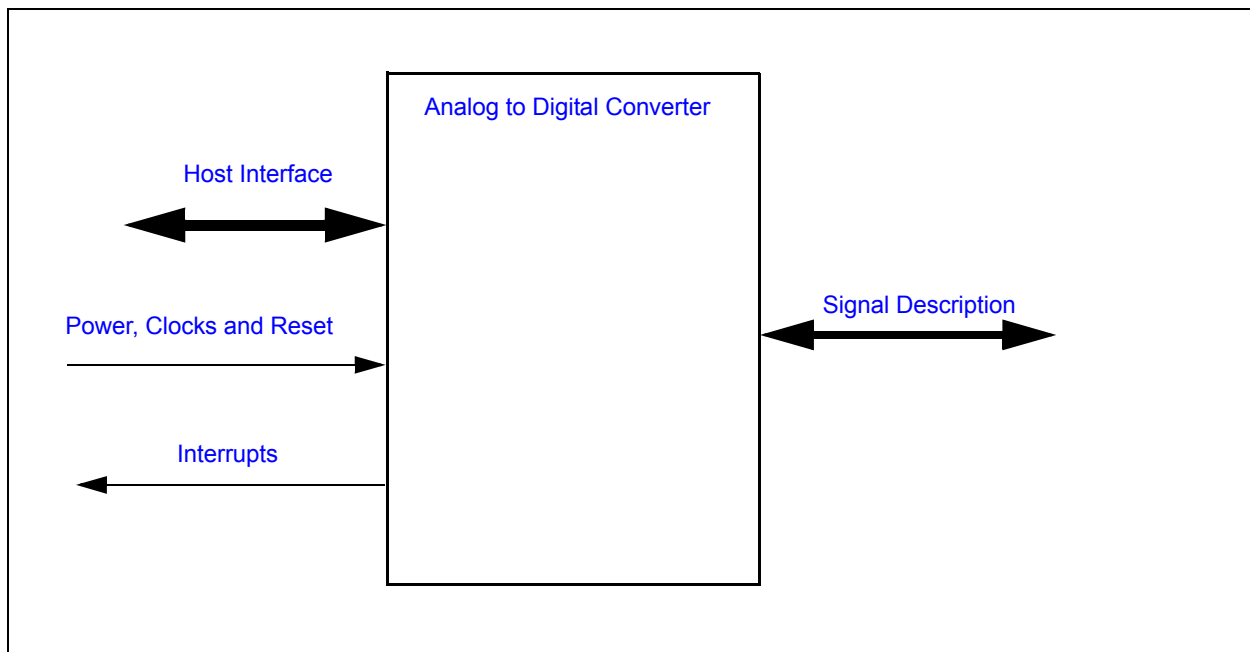 Analog to Digital Converter
Host Interface
Signal Description
Power, Clocks and Reset
Interrupts